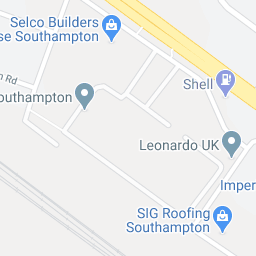 Selco Builders
se Southampton
Shell
n Rd
outhampton
Leonardo UK
Imper
SIG Roofing
Southampton